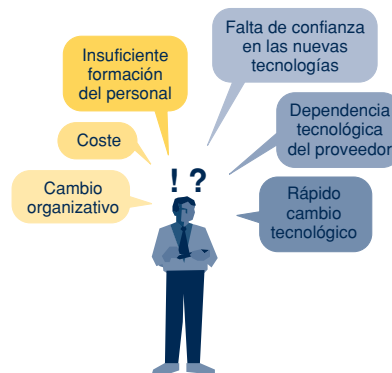 Falta de confianza
en las nuevas
tecnologías
Insuficiente
formación
del personal
Dependencia
tecnológica
del proveedor
Coste
! ?
Cambio
organizativo
Rápido
cambio
tecnológico